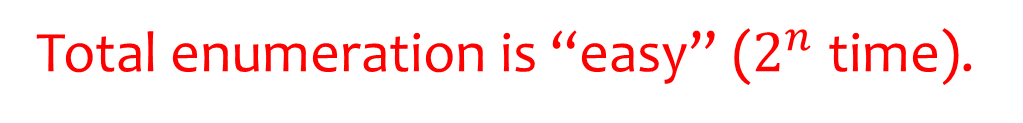 Total enumeration is “easy” (2ⁿ time).